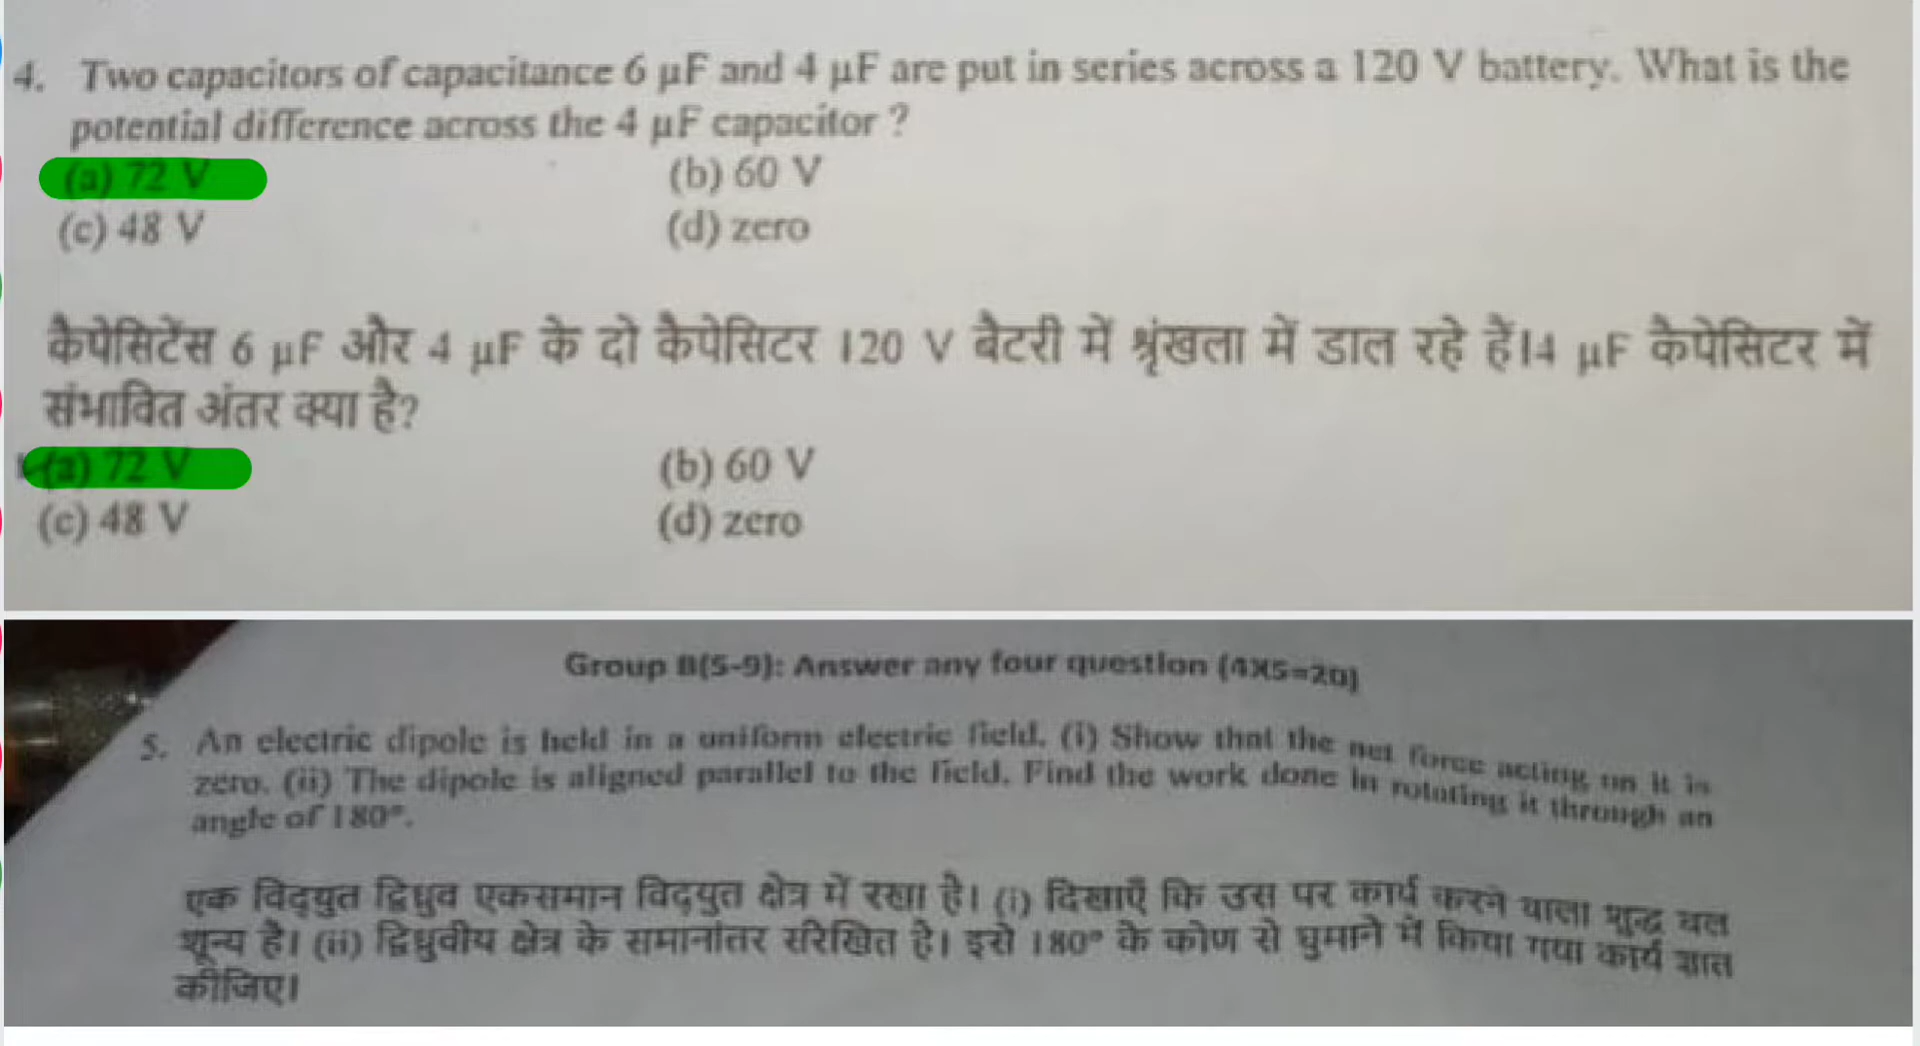 4. Two capacitors of capacitance 6 µF and 4 µF are put in series across a 120 V battery. What is the
potential difference across the 4 µF capacitor ?
(a) 72 V (b) 60 V
(c) 48 V (d) zero
कैपेसिटेंस 6 µF और 4 µF के दो कैपेसिटर 120 V बैटरी में श्रृंखला में डाल रहे हैं।4 µF कैपेसिटर में
संभावित अंतर क्या है?
(a) 72 V (b) 60 V
(c) 48 V (d) zero
Group B(5-9): Answer any four question (4X5=20)
5. An electric dipole is held in a uniform electric field. (i) Show that the net force acting on it is
zero. (ii) The dipole is aligned parallel to the field. Find the work done in rotating it through an
angle of 180°.
एक विद्युत द्विध्रुव एकसमान विद्युत क्षेत्र में रखा है। (i) दिखाएँ कि उस पर कार्य करने वाला शुद्ध बल
शून्य है। (ii) द्विध्रुवीय क्षेत्र के समानांतर संरेखित है। इसे 180° के कोण से घुमाने में किया गया कार्य ज्ञात
कीजिए।